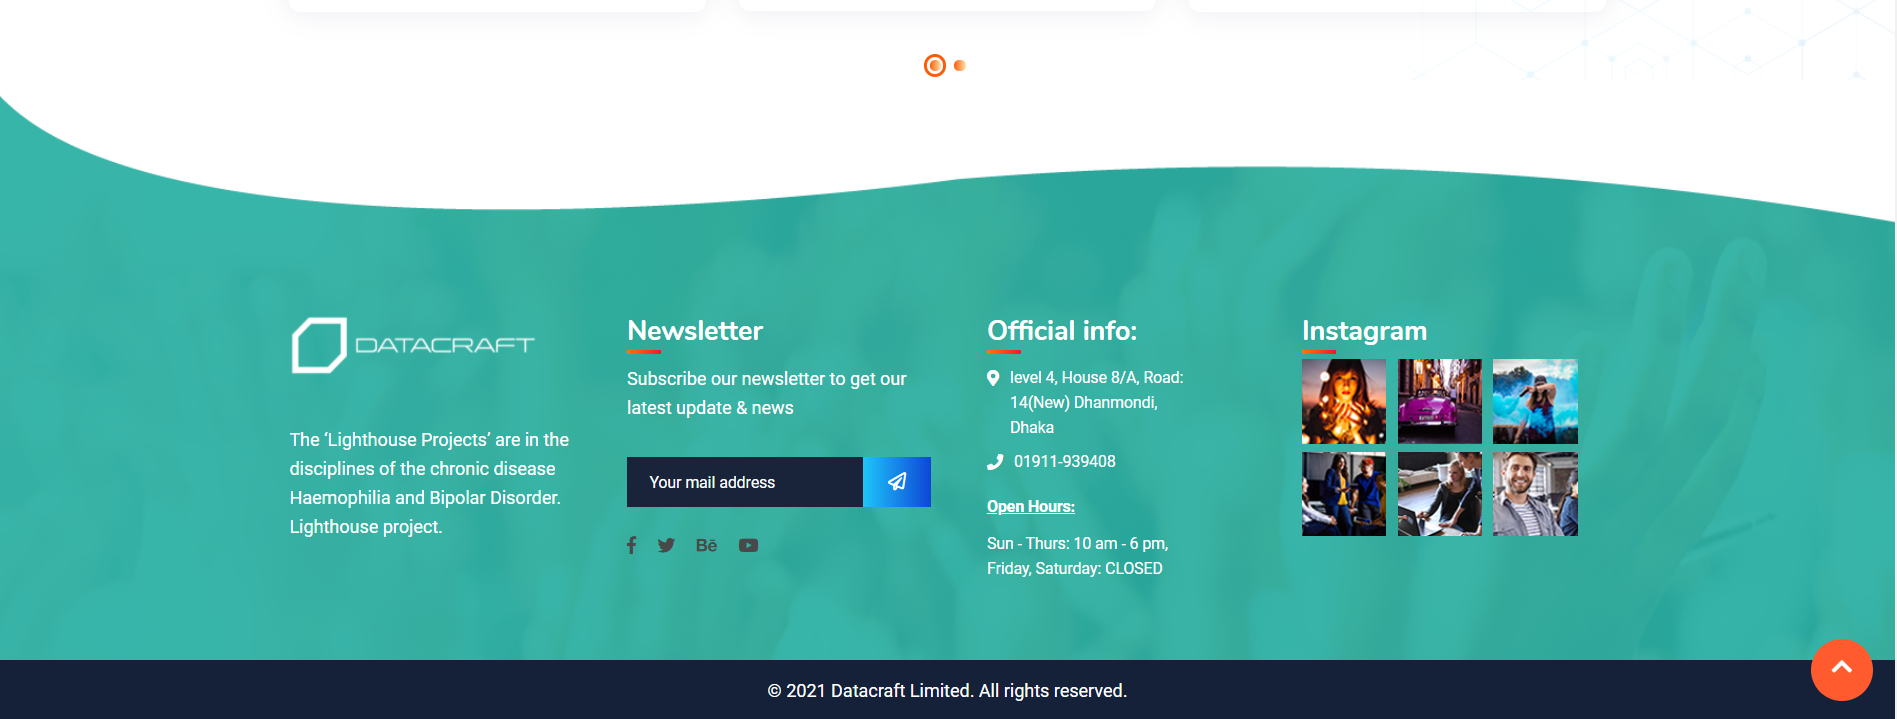 DATACRAFT
The ‘Lighthouse Projects’ are in the
disciplines of the chronic disease
Haemophilia and Bipolar Disorder.
Lighthouse project.
Newsletter
Subscribe our newsletter to get our
latest update & news
Your mail address
Bē
Official info:
level 4, House 8/A, Road:
14(New) Dhanmondi,
Dhaka
01911-939408
Open Hours:
Sun - Thurs: 10 am - 6 pm,
Friday, Saturday: CLOSED
Instagram
© 2021 Datacraft Limited. All rights reserved.